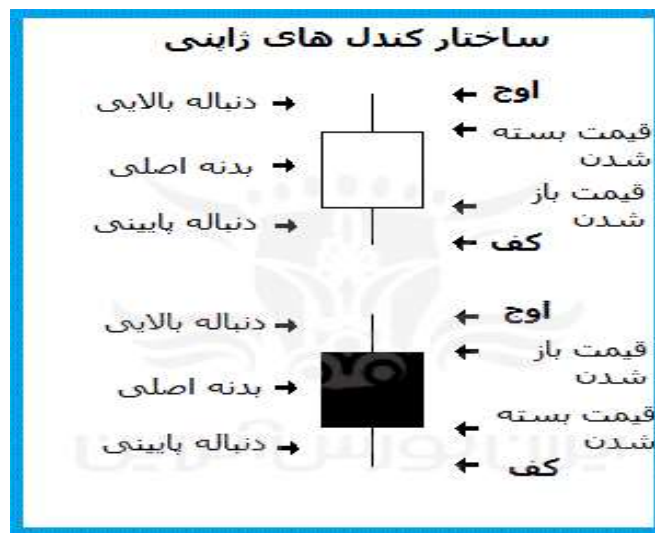 ساختار کندل های ژاپنی
اوج
دنباله بالایی
قیمت بسته
شدن
بدنه اصلی
قیمت باز
شدن
دنباله پایینی
کف
اوج
دنباله بالایی
قیمت باز
شدن
بدنه اصلی
قیمت بسته
شدن
دنباله پایینی
کف